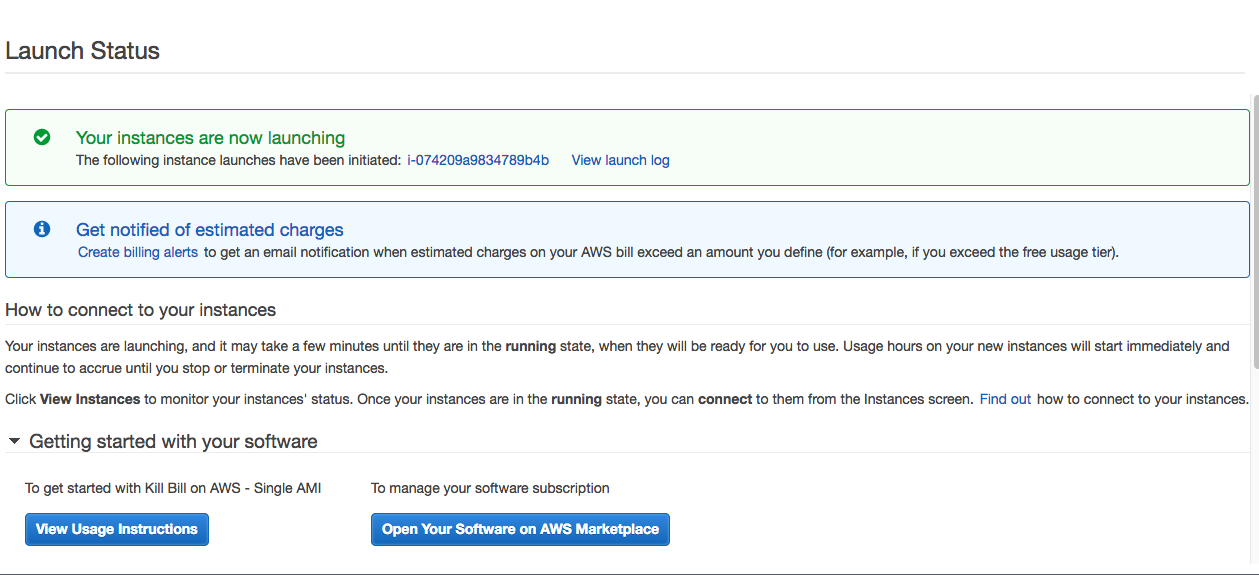 Launch Status
Your instances are now launching
The following instance launches have been initiated: i-074209a9834789b4b View launch log
Get notified of estimated charges
Create billing alerts to get an email notification when estimated charges on your AWS bill exceed an amount you define (for example, if you exceed the free usage tier).
How to connect to your instances
Your instances are launching, and it may take a few minutes until they are in the running state, when they will be ready for you to use. Usage hours on your new instances will start immediately and
continue to accrue until you stop or terminate your instances.
Click View Instances to monitor your instances' status. Once your instances are in the running state, you can connect to them from the Instances screen. Find out how to connect to your instances.
Getting started with your software
To get started with Kill Bill on AWS - Single AMI
To manage your software subscription
View Usage Instructions
Open Your Software on AWS Marketplace